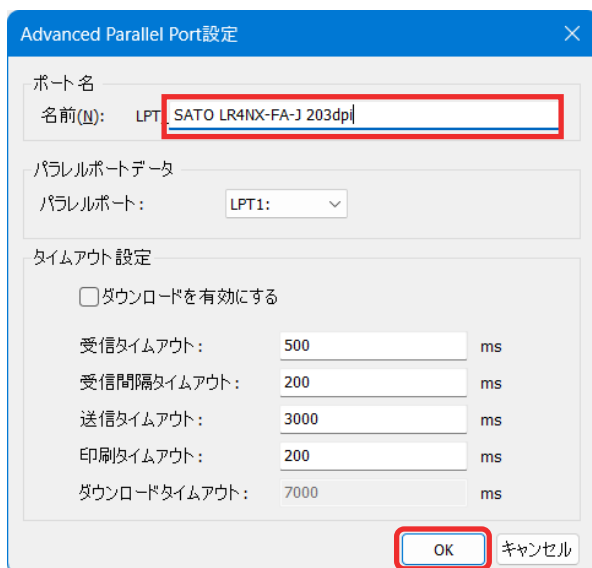 Advanced Parallel Port設定
ポート名
名前(N): LPT_SATO LR4NX-FA-J 203dpi
パラレルポートデータ
パラレルポート: LPT1:
タイムアウト設定
ダウンロードを有効にする
受信タイムアウト: 500 ms
受信間隔タイムアウト: 200 ms
送信タイムアウト: 3000 ms
印刷タイムアウト: 200 ms
ダウンロードタイムアウト: 7000 ms
OK キャンセル